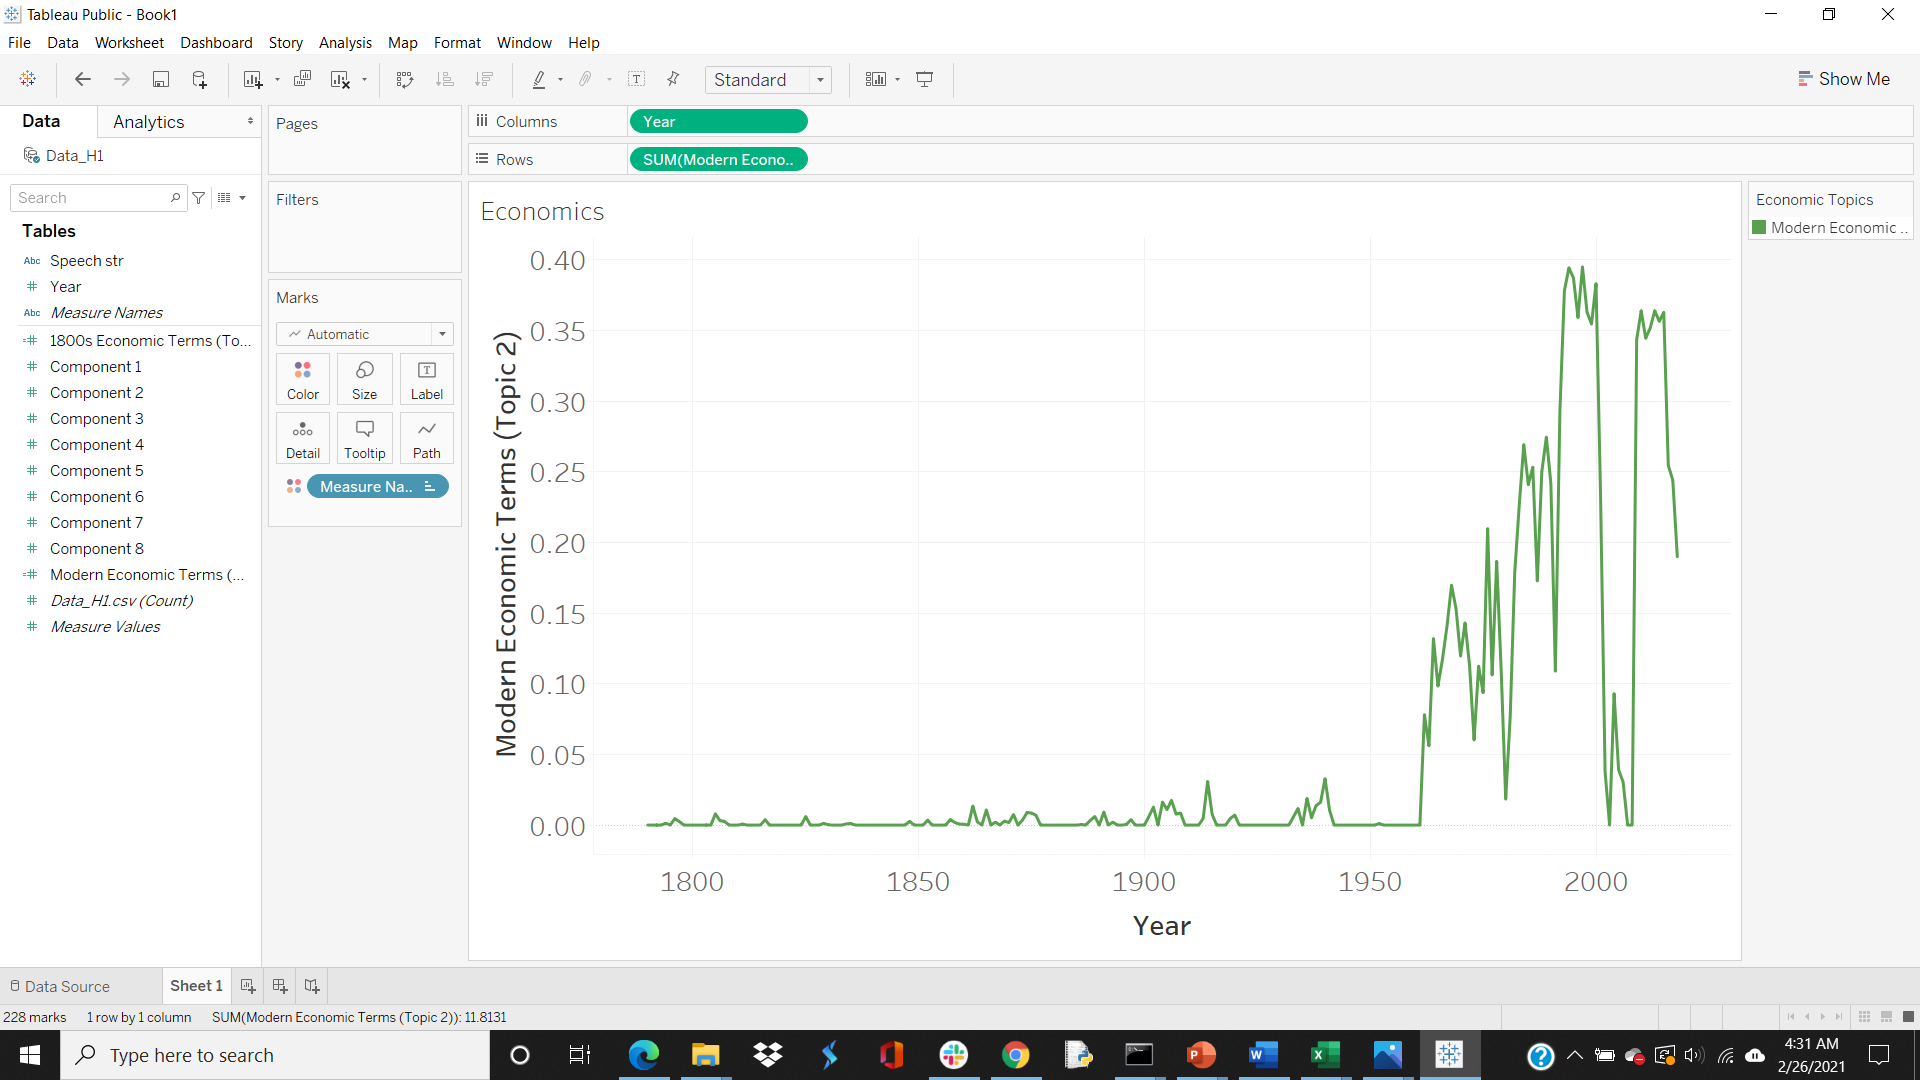 Tableau Public - Book1
File Data Worksheet Dashboard Story Analysis Map Format Window Help
Standard
Show Me
Data Analytics
Data_H1
Search
Tables
Abc Speech str
Year
Abc Measure Names
1800s Economic Terms (To...
Component 1
Component 2
Component 3
Component 4
Component 5
Component 6
Component 7
Component 8
Modern Economic Terms (...
Data_H1.csv (Count)
Measure Values
Pages
Filters
Marks
Automatic
Color Size Label
Detail Tooltip Path
Measure Na..
Columns Year
Rows SUM(Modern Econo..
Economics
Modern Economic Terms (Topic 2)
0.40
0.35
0.30
0.25
0.20
0.15
0.10
0.05
0.00
1800 1850 1900 1950 2000
Year
Economic Topics
Modern Economic ..
Data Source Sheet 1
228 marks 1 row by 1 column SUM(Modern Economic Terms (Topic 2)): 11.8131
Type here to search
4:31 AM
2/26/2021